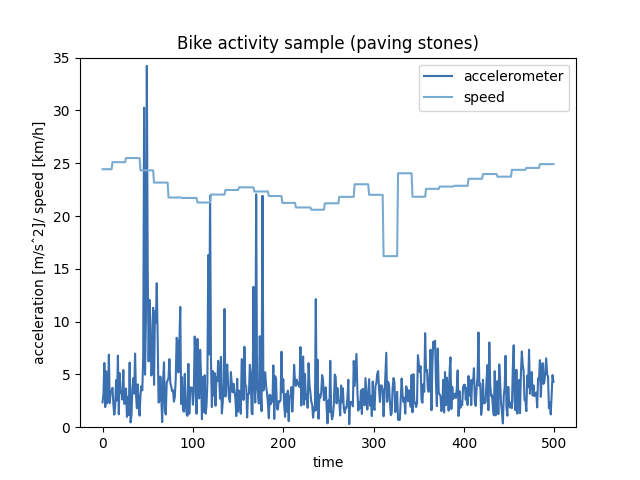 Bike activity sample (paving stones)
accelerometer
speed
acceleration [m/s^2]/ speed [km/h]
35
30
25
20
15
10
5
0
0 100 200 300 400 500
time